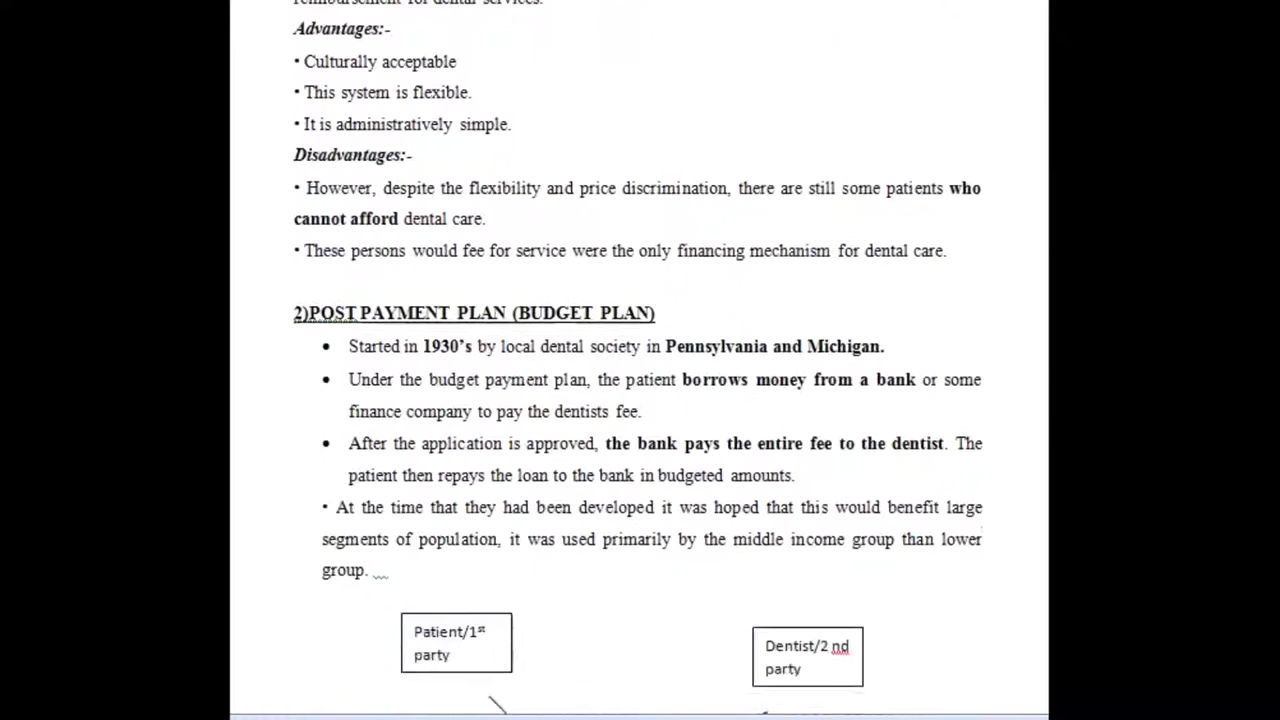 reimbursement for dental services.
Advantages:-
• Culturally acceptable
• This system is flexible.
• It is administratively simple.
Disadvantages:-
• However, despite the flexibility and price discrimination, there are still some patients who
cannot afford dental care.
• These persons would fee for service were the only financing mechanism for dental care.
2)POST PAYMENT PLAN (BUDGET PLAN)
• Started in 1930's by local dental society in Pennsylvania and Michigan.
• Under the budget payment plan, the patient borrows money from a bank or some
finance company to pay the dentists fee.
• After the application is approved, the bank pays the entire fee to the dentist. The
patient then repays the loan to the bank in budgeted amounts.
• At the time that they had been developed it was hoped that this would benefit large
segments of population, it was used primarily by the middle income group than lower
group.
Patient/1st
party
Dentist/2 nd
party